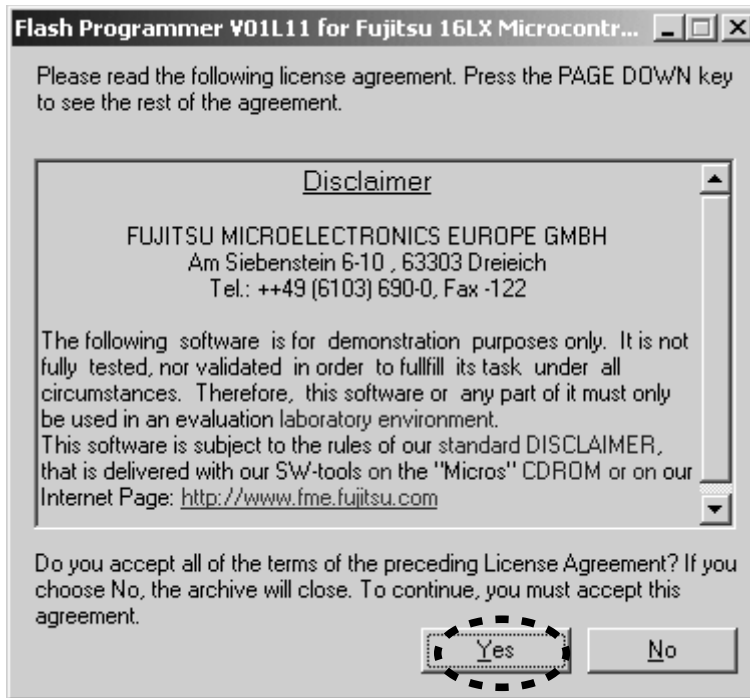 Flash Programmer V01L11 for Fujitsu 16LX Microcontr...
Please read the following license agreement. Press the PAGE DOWN key
to see the rest of the agreement.
Disclaimer
FUJITSU MICROELECTRONICS EUROPE GMBH
Am Siebenstein 6-10 , 63303 Dreieich
Tel.: ++49 (6103) 690-0, Fax -122
The following software is for demonstration purposes only. It is not
fully tested, nor validated in order to fullfill its task under all
circumstances. Therefore, this software or any part of it must only
be used in an evaluation laboratory environment.
This software is subject to the rules of our standard DISCLAIMER,
that is delivered with our SW-tools on the "Micros" CDROM or on our
Internet Page: http://www.fme.fujitsu.com
Do you accept all of the terms of the preceding License Agreement? If you
choose No, the archive will close. To continue, you must accept this
agreement.
Yes
No